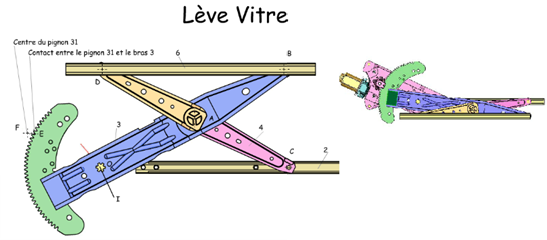 Lève Vitre
Centre du pignon 31
Contact entre le pignon 31 et le bras 3
6
B
D
F
E
3
A
4
C
2
I